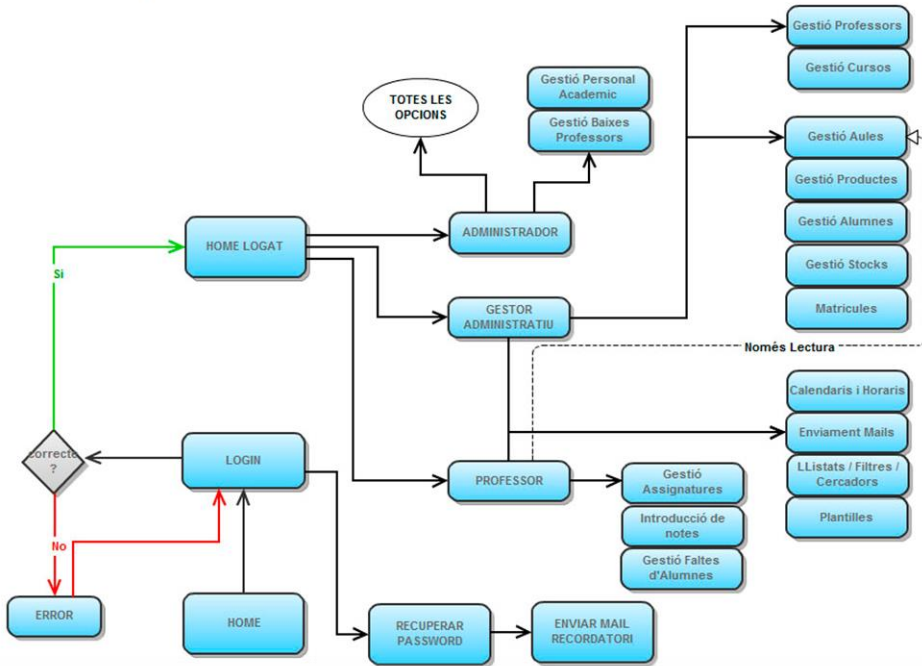 Gestió Professors
Gestió Cursos
Gestió Personal
Academic
Gestió Baixes
Professors
TOTES LES
OPCIONS
Gestió Aules
Gestió Productes
Gestió Alumnes
Gestió Stocks
Matricules
HOME LOGAT
ADMINISTRADOR
GESTOR
ADMINISTRATIU
Si
Només Lectura
Calendaris i Horaris
Enviament Mails
LListats / Filtres /
Cercadors
Plantilles
correcte
?
LOGIN
PROFESSOR
Gestió
Assignatures
Introducció de
notes
Gestió Faltes
d'Alumnes
No
ERROR
HOME
RECUPERAR
PASSWORD
ENVIAR MAIL
RECORDATORI